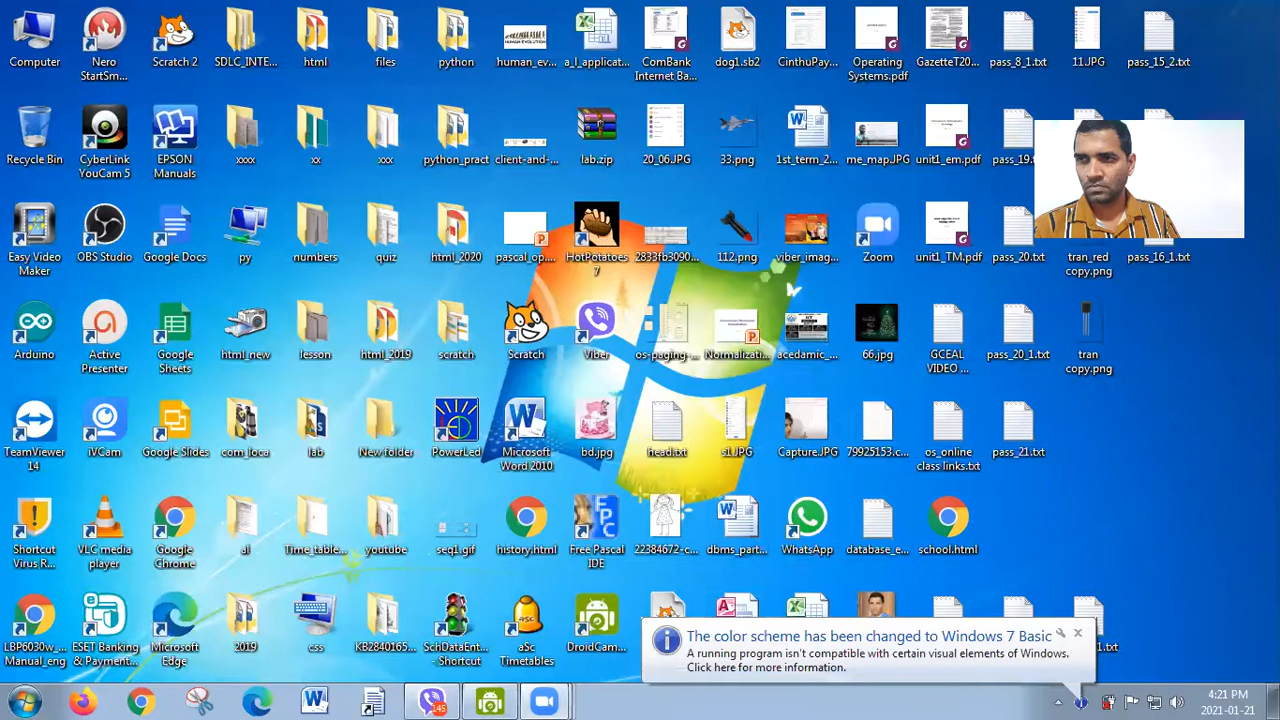 Computer
Nero
StartSm...
Scratch 2
SDLC_INTE...
html
files
python
human_ev...
a_l_applicat...
ComBank
Internet Ba...
dog1.sb2
CinthuPay...
Operating
Systems.pdf
GazetteT20...
pass_8_1.txt
11.JPG
pass_15_2.txt
Recycle Bin
CyberLink
YouCam 5
EPSON
Manuals
xx
xxx
python_pract
client-and-...
lab.zip
20_06.JPG
33.png
1st_term_2...
me_map.JPG
unit1_em.pdf
pass_19.t
Easy Video
Maker
OBS Studio
Google Docs
py
numbers
quiz
html_2020
pascal_op...
HotPotatoes
7
2833fb3090...
112.png
viber_imag...
Zoom
unit1_TM.pdf
pass_20.txt
tran_red
copy.png
pass_16_1.txt
Arduino
Active
Presenter
Google
Sheets
html_new
lesson
html_2019
scratch
Scratch
Viber
os-paging-...
Normalizati...
acedamic_...
66.jpg
GCEAL
VIDEO ...
pass_20_1.txt
tran
copy.png
TeamViewer
14
iVCam
Google Slides
com_loka
lab
New folder
PowerLed
Microsoft
Word 2010
bd.jpg
head.txt
s1.JPG
Capture.JPG
79925153.c...
os_online
class links.txt
pass_21.txt
Shortcut
Virus R...
VLC media
player
Google
Chrome
al
Time_table...
youtube
seq1.gif
history.html
FPC
Free Pascal
IDE
22384672-c...
dbms_part...
WhatsApp
database_e...
school.html
LBP6030w_...
Manual_eng
ESET Banking
& Payment...
Microsoft
Edge
2019
css
SchDataEnt...
- Shortcut
aSc
Timetables
DroidCam...
The color scheme has been changed to Windows 7 Basic
A running program isn't compatible with certain visual elements of Windows.
Click here for more information.
1.txt
145
4:21 PM
2021-01-21